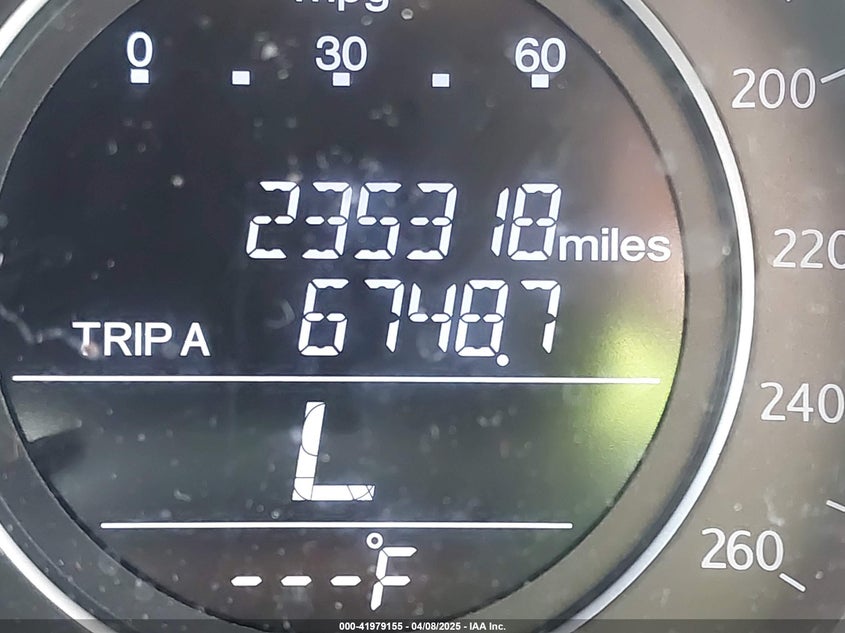 mpg
0 30 60
200
235318 miles
220
TRIP A 6748.7
240
L
260
---°F
000-41979155 - 04/08/2025 - IAA Inc.